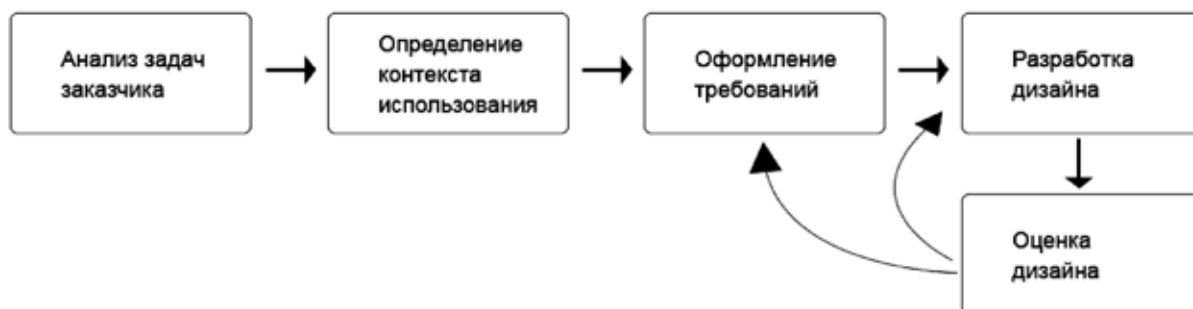 Анализ задач
заказчика
Определение
контекста
использования
Оформление
требований
Разработка
дизайна
Оценка
дизайна